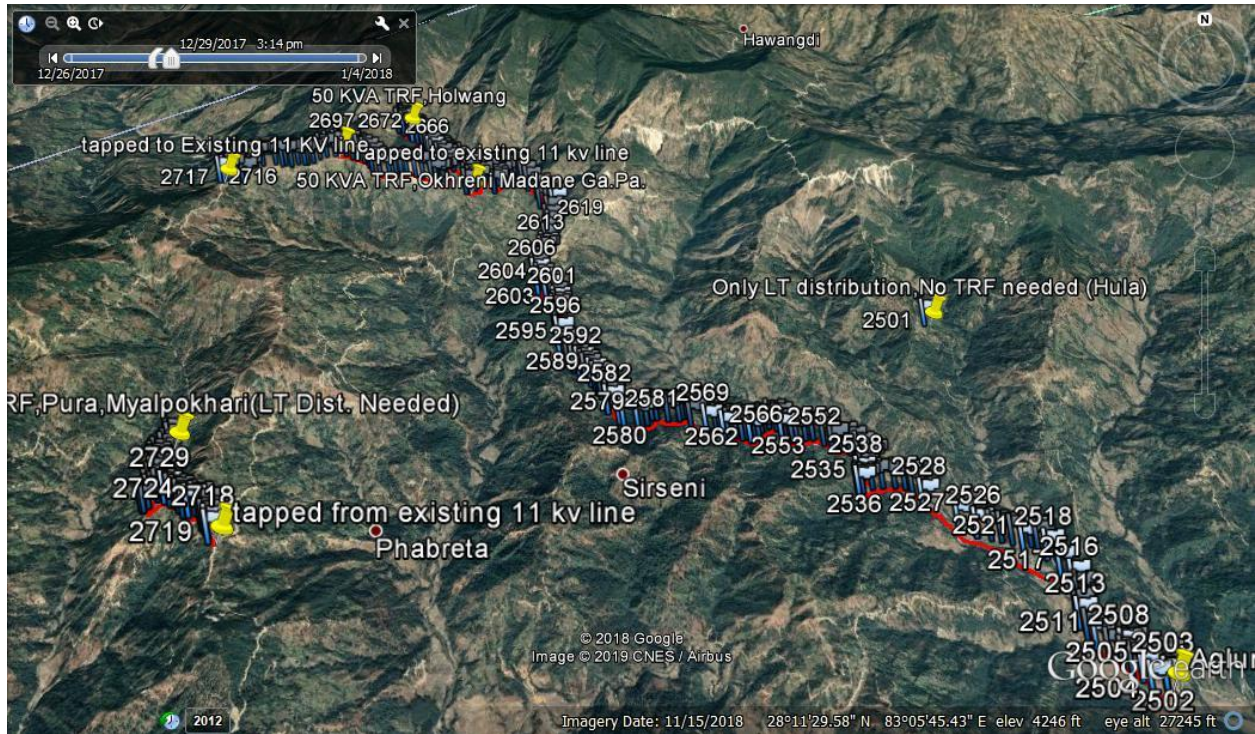 12/29/2017 3:14 pm
12/26/2017
1/4/2018
N
Hawangdi
50 KVA TRF,Holwang
2697 2672 2666
tapped to Existing 11 KV line
apped to existing 11 kv line
2717 2716
50 KVA TRF,Okhreni Madane Ga.Pa.
2619
2613
2606
2604 2601
2603
2596
Only LT distribution,No TRF needed (Hula)
2501
2595 2592
2589
2582
2579 2581 2569
RF,Pura,Myalpokhari(LT Dist. Needed)
2580 2562 2566 2552
2553 2538
2729
2535 2528
Sirseni
2724 2718
2536 2527 2526
2719
tapped from existing 11 kv line
2521 2518
Phabreta
2517 2516
2513
2511 2508
2505 2503
Aglun
Google earth
2504 2502
© 2018 Google
Image © 2019 CNES / Airbus
2012
Imagery Date: 11/15/2018 28°11'29.58" N 83°05'45.43" E elev 4246 ft eye alt 27245 ft